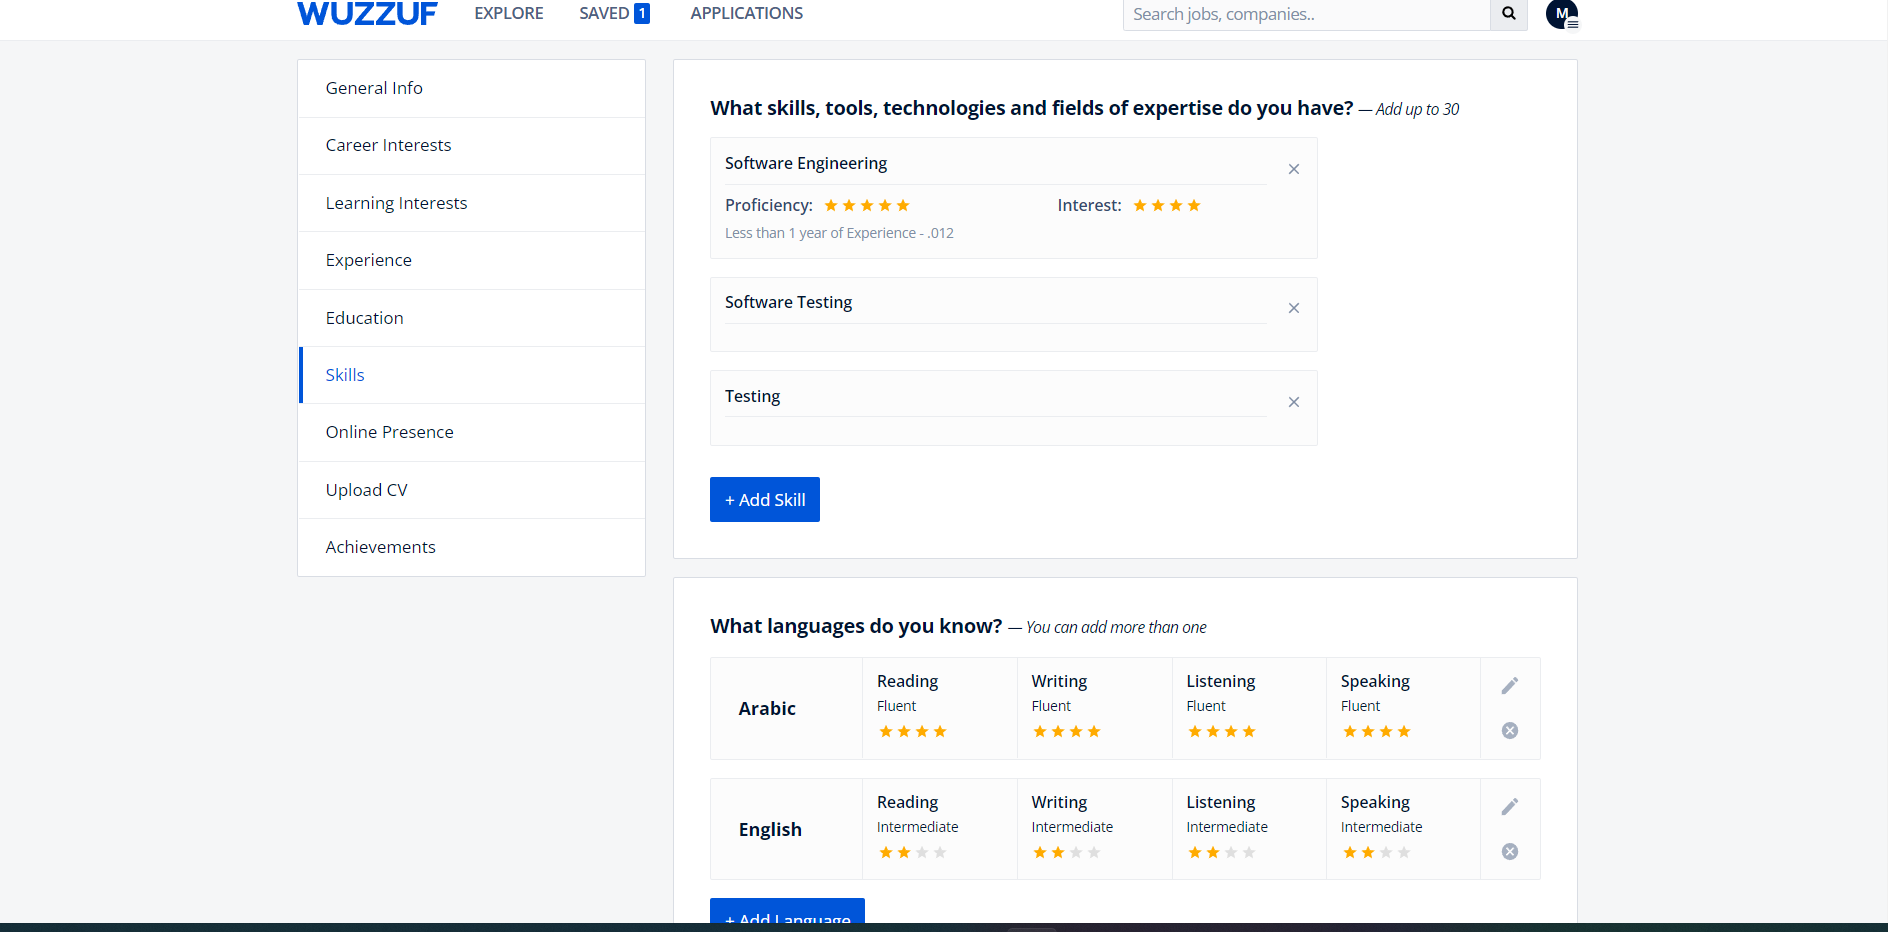 WUZZUF EXPLORE SAVED 1 APPLICATIONS Search jobs, companies.. M
General Info
Career Interests
Learning Interests
Experience
Education
Skills
Online Presence
Upload CV
Achievements
What skills, tools, technologies and fields of expertise do you have? — Add up to 30
Software Engineering
Proficiency: Interest:
Less than 1 year of Experience - .012
Software Testing
Testing
+ Add Skill
What languages do you know? — You can add more than one
Arabic
Reading Writing Listening Speaking
Fluent Fluent Fluent Fluent
English
Reading Writing Listening Speaking
Intermediate Intermediate Intermediate Intermediate
+ Add Language